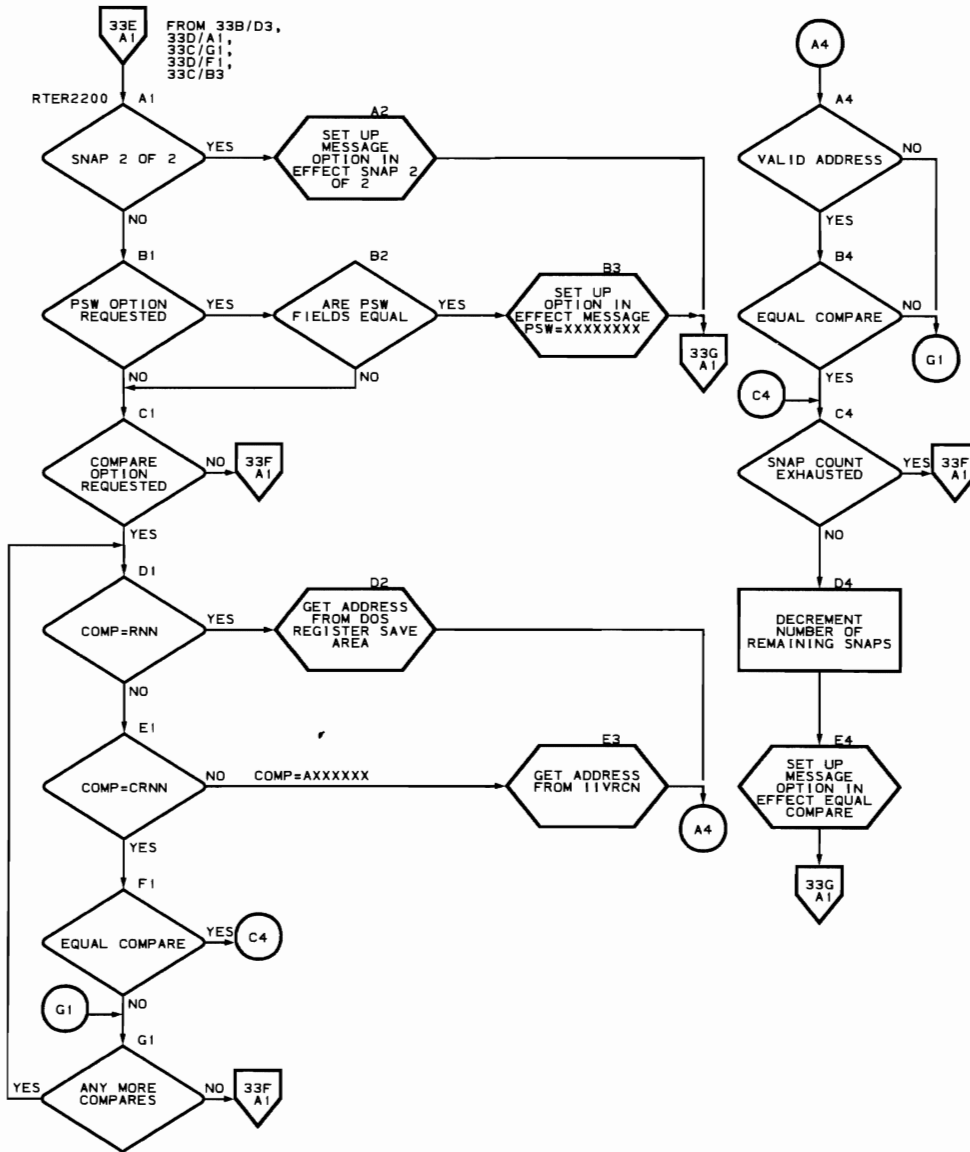 33E
A1
FROM 33B/D3,
33D/A1,
33C/G1,
33D/F1,
33C/B3
RTER2200
A1
SNAP 2 OF 2
YES
NO
A2
SET UP
MESSAGE
OPTION IN
EFFECT SNAP 2
OF 2
B1
PSW OPTION
REQUESTED
YES
NO
B2
ARE PSW
FIELDS EQUAL
YES
NO
B3
SET UP
OPTION IN
EFFECT MESSAGE
PSW=XXXXXXXX
33G
A1
C1
COMPARE
OPTION
REQUESTED
NO
33F
A1
YES
D1
COMP=RNN
YES
NO
D2
GET ADDRESS
FROM DOS
REGISTER SAVE
AREA
E1
COMP=CRNN
NO
COMP=AXXXXXX
YES
E3
GET ADDRESS
FROM IIVRCN
A4
F1
EQUAL COMPARE
YES
C4
NO
G1
G1
ANY MORE
COMPARES
YES
NO
33F
A1
A4
A4
VALID ADDRESS
NO
YES
B4
EQUAL COMPARE
NO
G1
YES
C4
C4
SNAP COUNT
EXHAUSTED
YES
33F
A1
NO
D4
DECREMENT
NUMBER OF
REMAINING SNAPS
E4
SET UP
MESSAGE
OPTION IN
EFFECT EQUAL
COMPARE
33G
A1